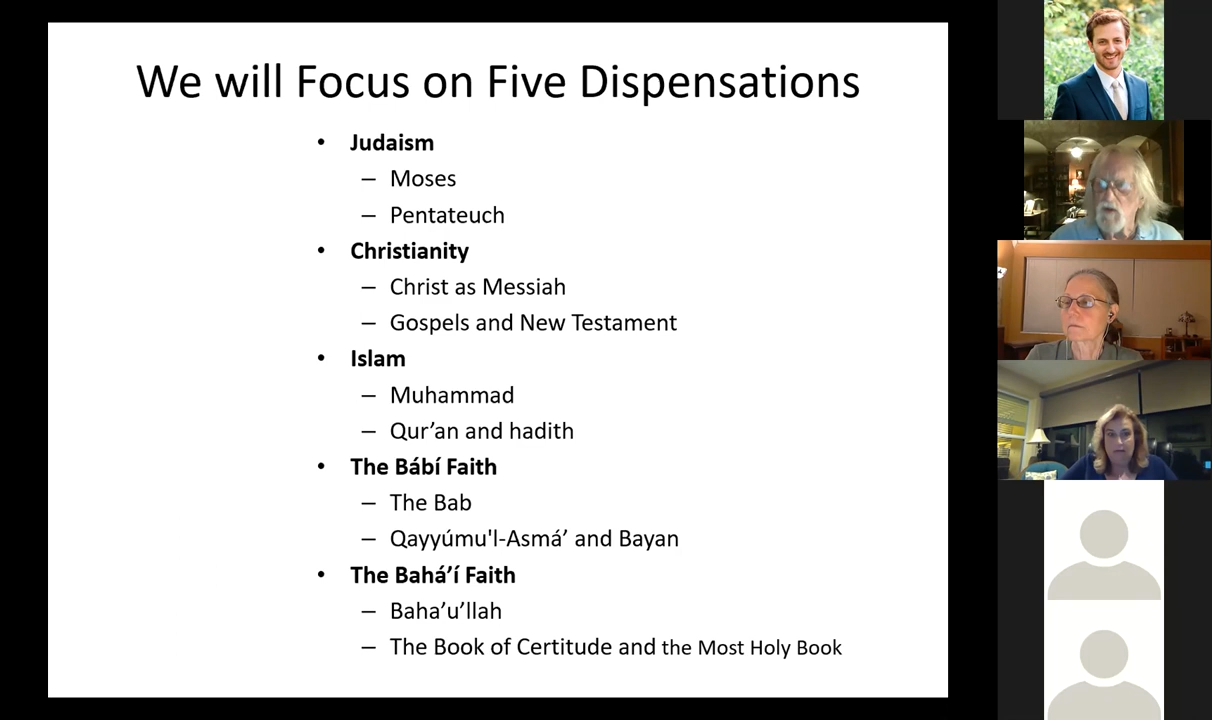 We will Focus on Five Dispensations
• Judaism
– Moses
– Pentateuch
• Christianity
– Christ as Messiah
– Gospels and New Testament
• Islam
– Muhammad
– Qur’an and hadith
• The Bábí Faith
– The Bab
– Qayyúmu'l-Asmá’ and Bayan
• The Bahá’í Faith
– Baha’u’llah
– The Book of Certitude and the Most Holy Book